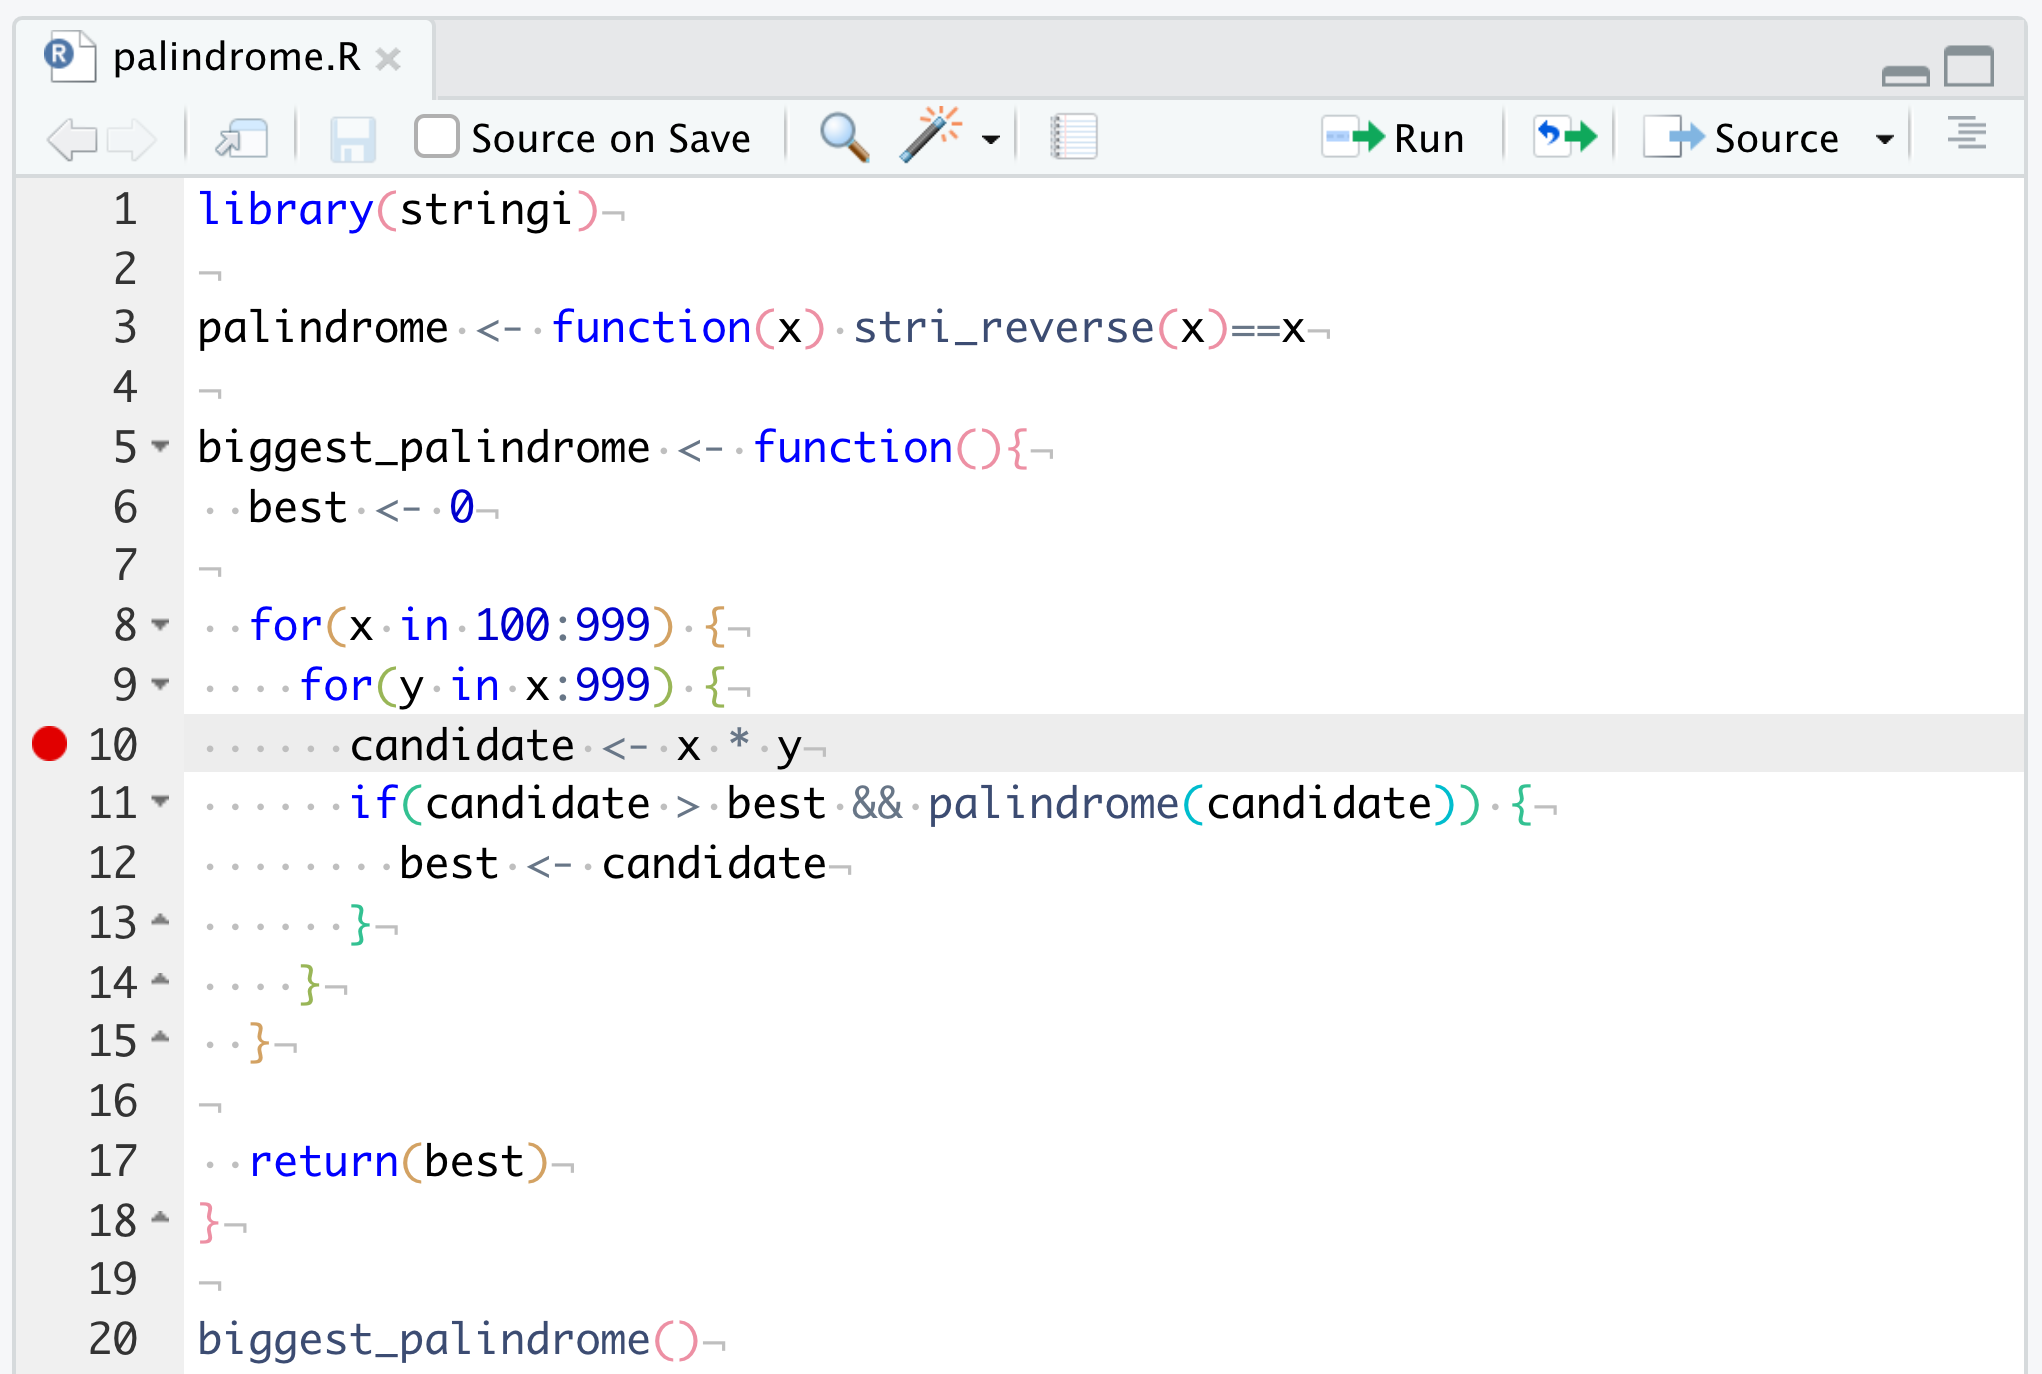 palindrome.R
Source on Save Run Source
1 library(stringi)¬
2 ¬
3 palindrome·<-·function(x)·stri_reverse(x)==x¬
4 ¬
5 biggest_palindrome·<-·function(){¬
6 ··best·<-·0¬
7 ¬
8 ··for(x·in·100:999)·{¬
9 ····for(y·in·x:999)·{¬
10 ······candidate·<-·x·*·y¬
11 ······if(candidate·>·best·&&·palindrome(candidate))·{¬
12 ········best·<-·candidate¬
13 ······}¬
14 ····}¬
15 ··}¬
16 ¬
17 ··return(best)¬
18 }¬
19 ¬
20 biggest_palindrome()¬